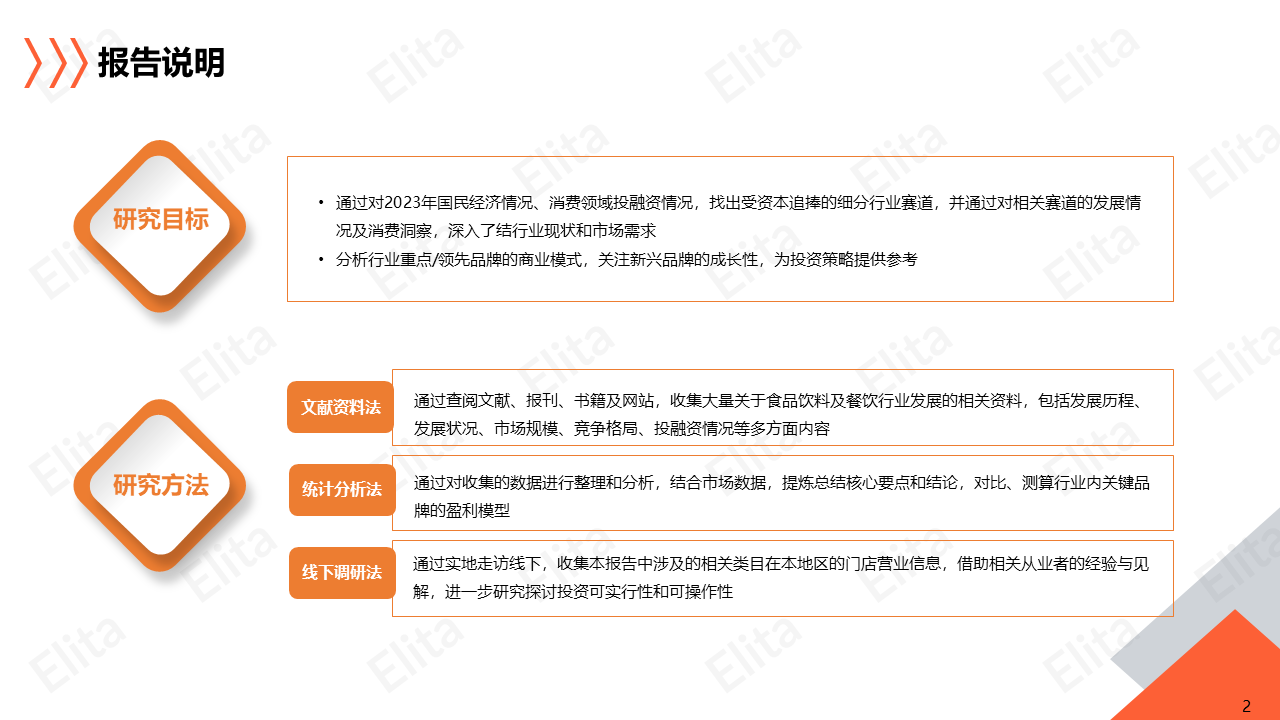 报告说明
研究目标
• 通过对2023年国民经济情况、消费领域投融资情况，找出受资本追捧的细分行业赛道，并通过对相关赛道的发展情
况及消费洞察，深入了结行业现状和市场需求
• 分析行业重点/领先品牌的商业模式，关注新兴品牌的成长性，为投资策略提供参考
研究方法
文献资料法
通过查阅文献、报刊、书籍及网站，收集大量关于食品饮料及餐饮行业发展的相关资料，包括发展历程、
发展状况、市场规模、竞争格局、投融资情况等多方面内容
统计分析法
通过对收集的数据进行整理和分析，结合市场数据，提炼总结核心要点和结论，对比、测算行业内关键品
牌的盈利模型
线下调研法
通过实地走访线下，收集本报告中涉及的相关类目在本地区的门店营业信息，借助相关从业者的经验与见
解，进一步研究探讨投资可实行性和可操作性
2
Elita